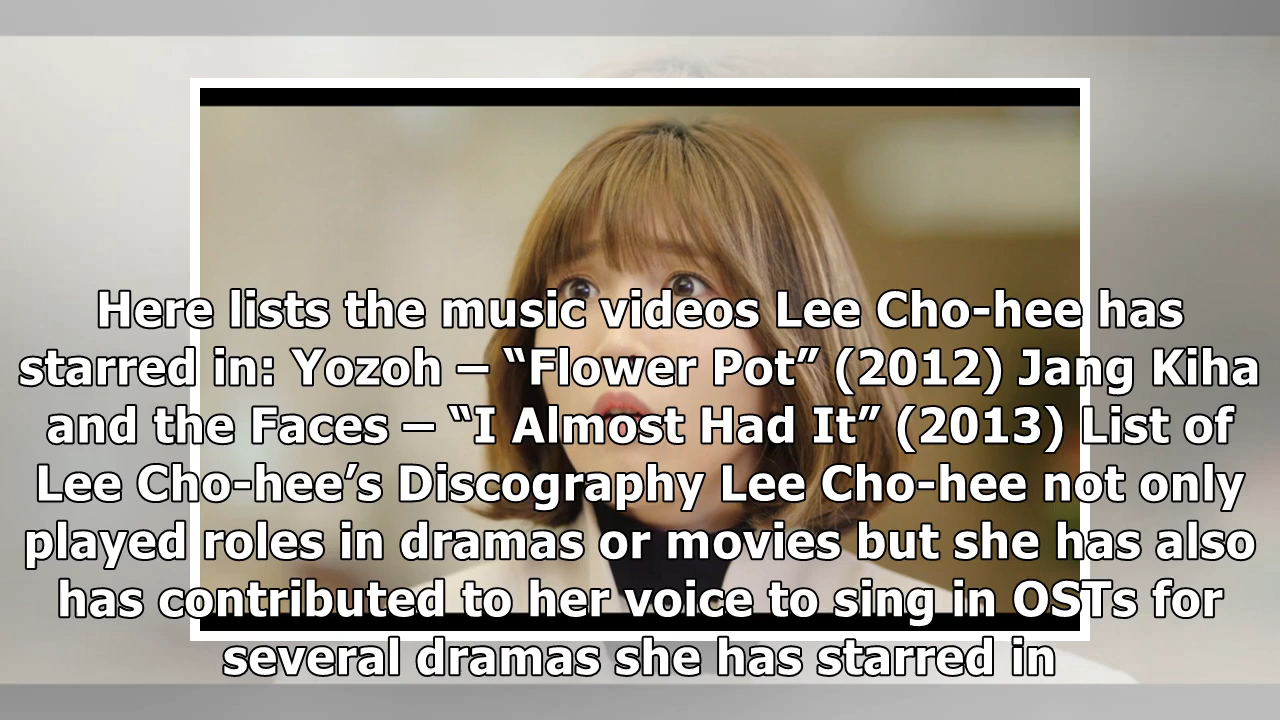 Here lists the music videos Lee Cho-hee has
starred in: Yozoh – “Flower Pot” (2012) Jang Kiha
and the Faces – “I Almost Had It” (2013) List of
Lee Cho-hee’s Discography Lee Cho-hee not only
played roles in dramas or movies but she has also
has contributed to her voice to sing in OSTs for
several dramas she has starred in